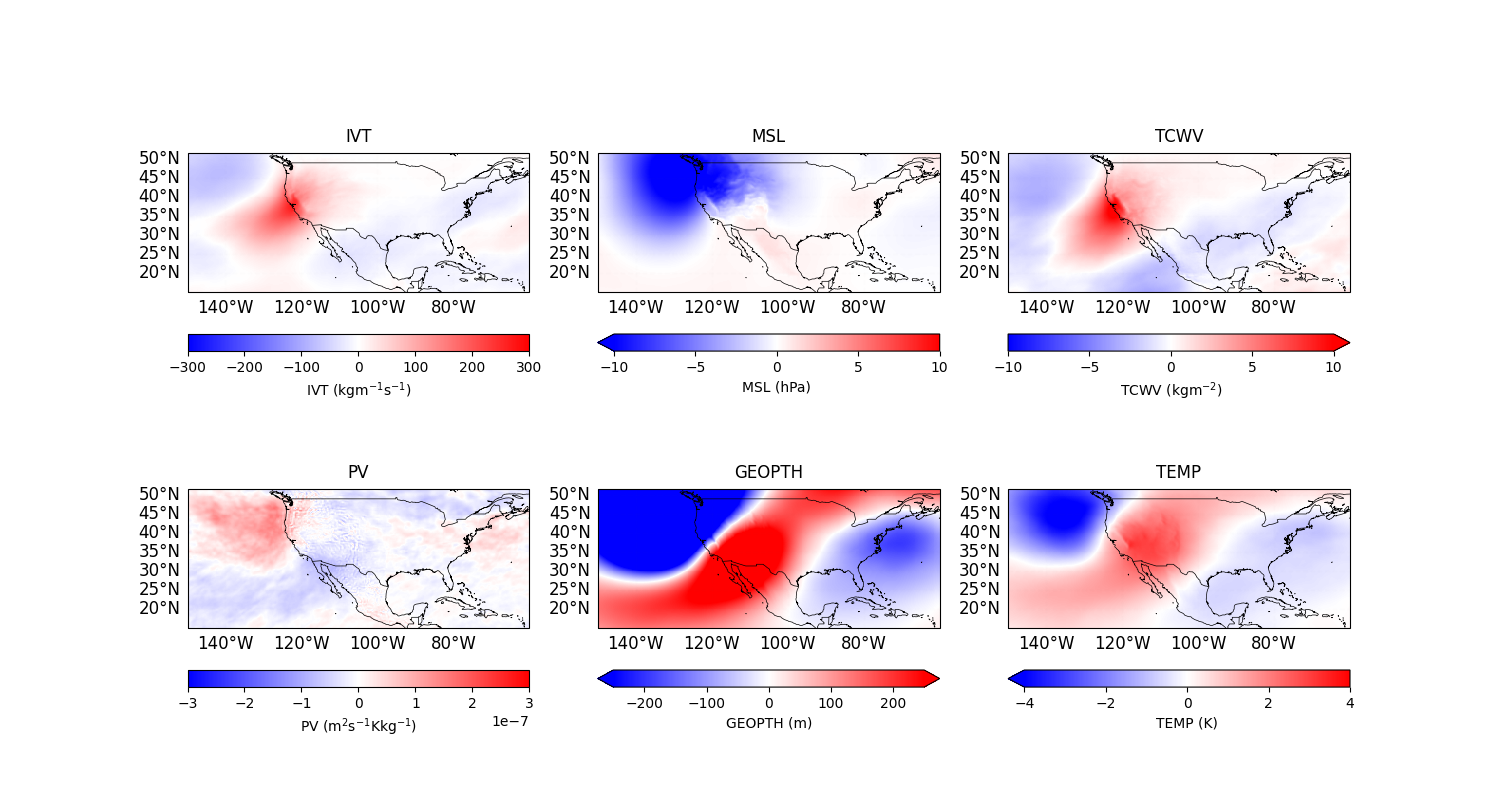 IVT
MSL
TCWV
50°N
45°N
40°N
35°N
30°N
25°N
20°N
50°N
45°N
40°N
35°N
30°N
25°N
20°N
50°N
45°N
40°N
35°N
30°N
25°N
20°N
140°W 120°W 100°W 80°W
140°W 120°W 100°W 80°W
140°W 120°W 100°W 80°W
−300 −200 −100 0 100 200 300
−10 −5 0 5 10
−10 −5 0 5 10
IVT (kgm⁻¹s⁻¹)
MSL (hPa)
TCWV (kgm⁻²)
PV
GEOPTH
TEMP
50°N
45°N
40°N
35°N
30°N
25°N
20°N
50°N
45°N
40°N
35°N
30°N
25°N
20°N
50°N
45°N
40°N
35°N
30°N
25°N
20°N
140°W 120°W 100°W 80°W
140°W 120°W 100°W 80°W
140°W 120°W 100°W 80°W
−3 −2 −1 0 1 2 3
1e-7
−200 −100 0 100 200
−4 −2 0 2 4
PV (m²s⁻¹Kkg⁻¹)
GEOPTH (m)
TEMP (K)